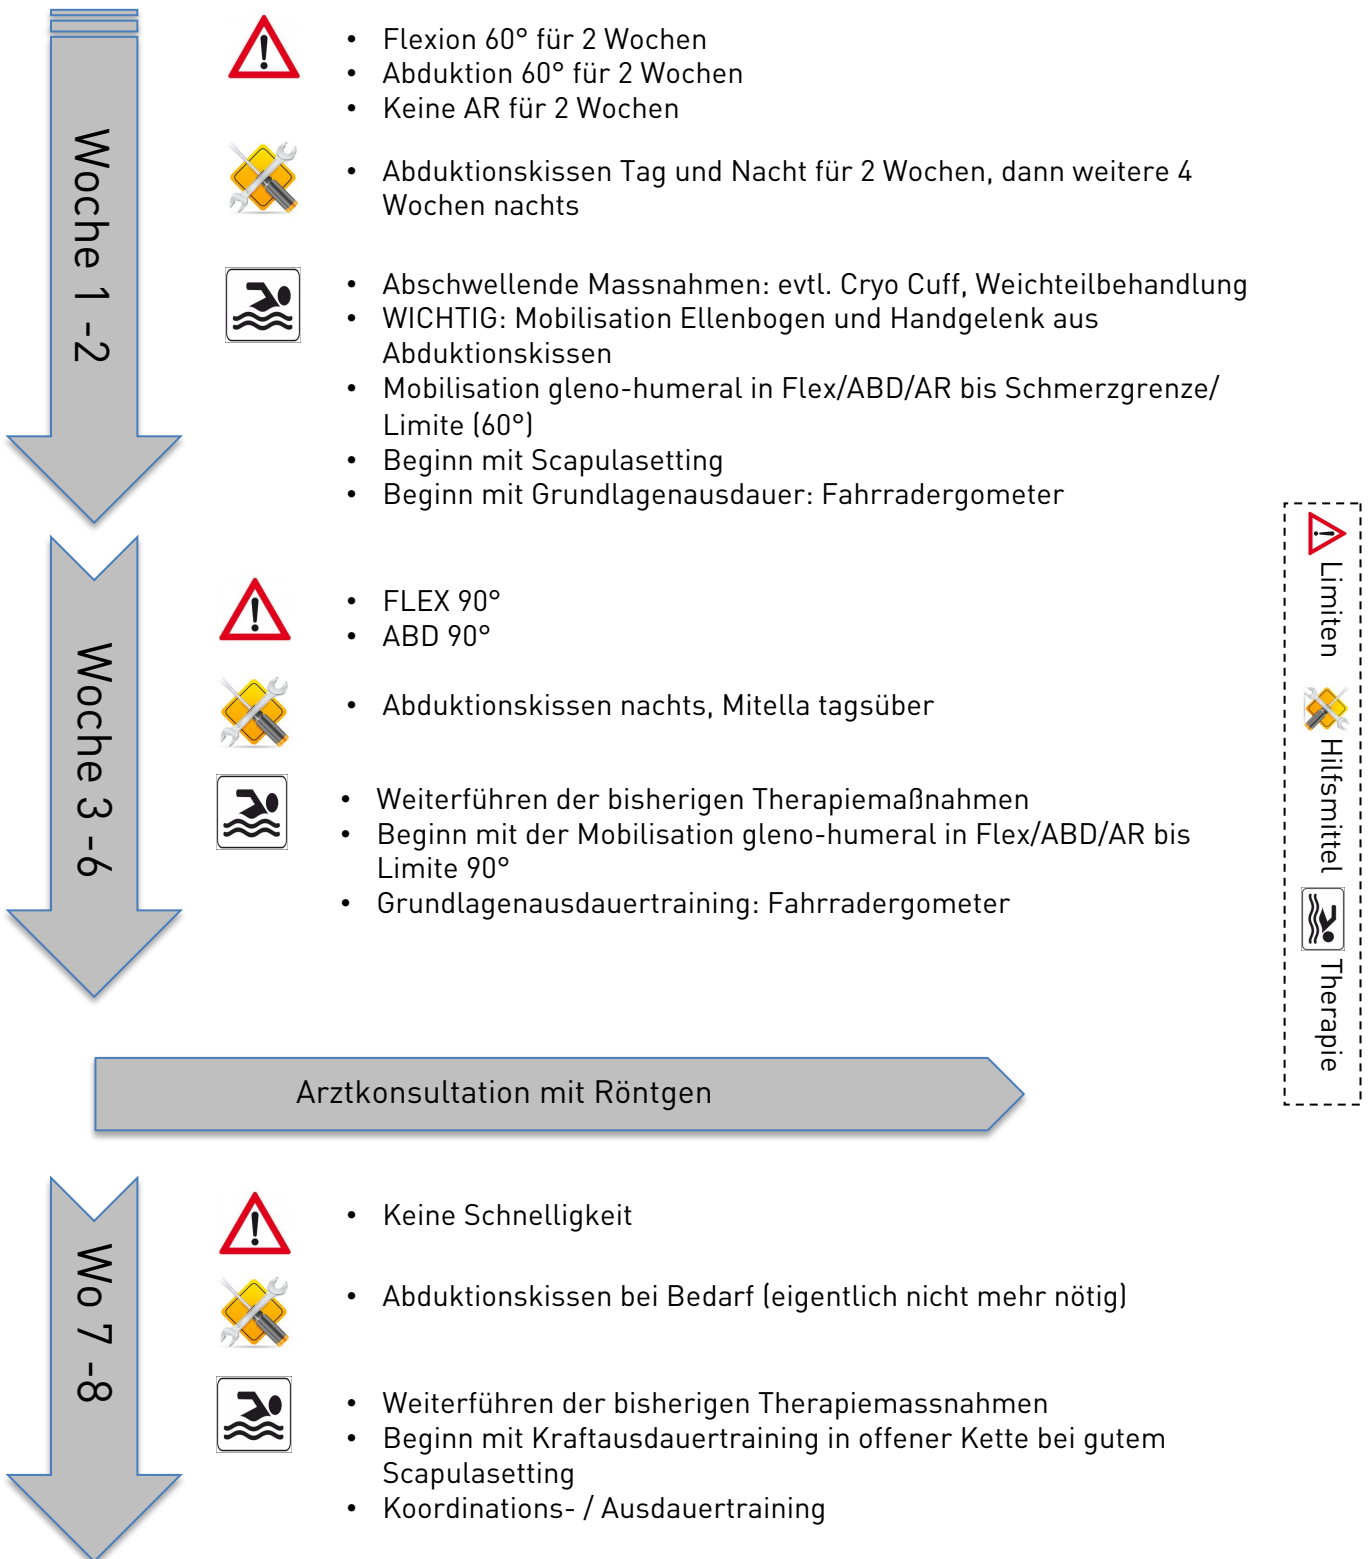 Woche 1 -2
• Flexion 60° für 2 Wochen
• Abduktion 60° für 2 Wochen
• Keine AR für 2 Wochen
• Abduktionskissen Tag und Nacht für 2 Wochen, dann weitere 4
Wochen nachts
• Abschwellende Massnahmen: evtl. Cryo Cuff, Weichteilbehandlung
• WICHTIG: Mobilisation Ellenbogen und Handgelenk aus
Abduktionskissen
• Mobilisation gleno-humeral in Flex/ABD/AR bis Schmerzgrenze/
Limite (60°)
• Beginn mit Scapulasetting
• Beginn mit Grundlagenausdauer: Fahrradergometer
Woche 3 -6
• FLEX 90°
• ABD 90°
• Abduktionskissen nachts, Mitella tagsüber
• Weiterführen der bisherigen Therapiemaßnahmen
• Beginn mit der Mobilisation gleno-humeral in Flex/ABD/AR bis
Limite 90°
• Grundlagenausdauertraining: Fahrradergometer
Limiten Hilfsmittel Therapie
Arztkonsultation mit Röntgen
Wo 7 -8
• Keine Schnelligkeit
• Abduktionskissen bei Bedarf (eigentlich nicht mehr nötig)
• Weiterführen der bisherigen Therapiemassnahmen
• Beginn mit Kraftausdauertraining in offener Kette bei gutem
Scapulasetting
• Koordinations- / Ausdauertraining